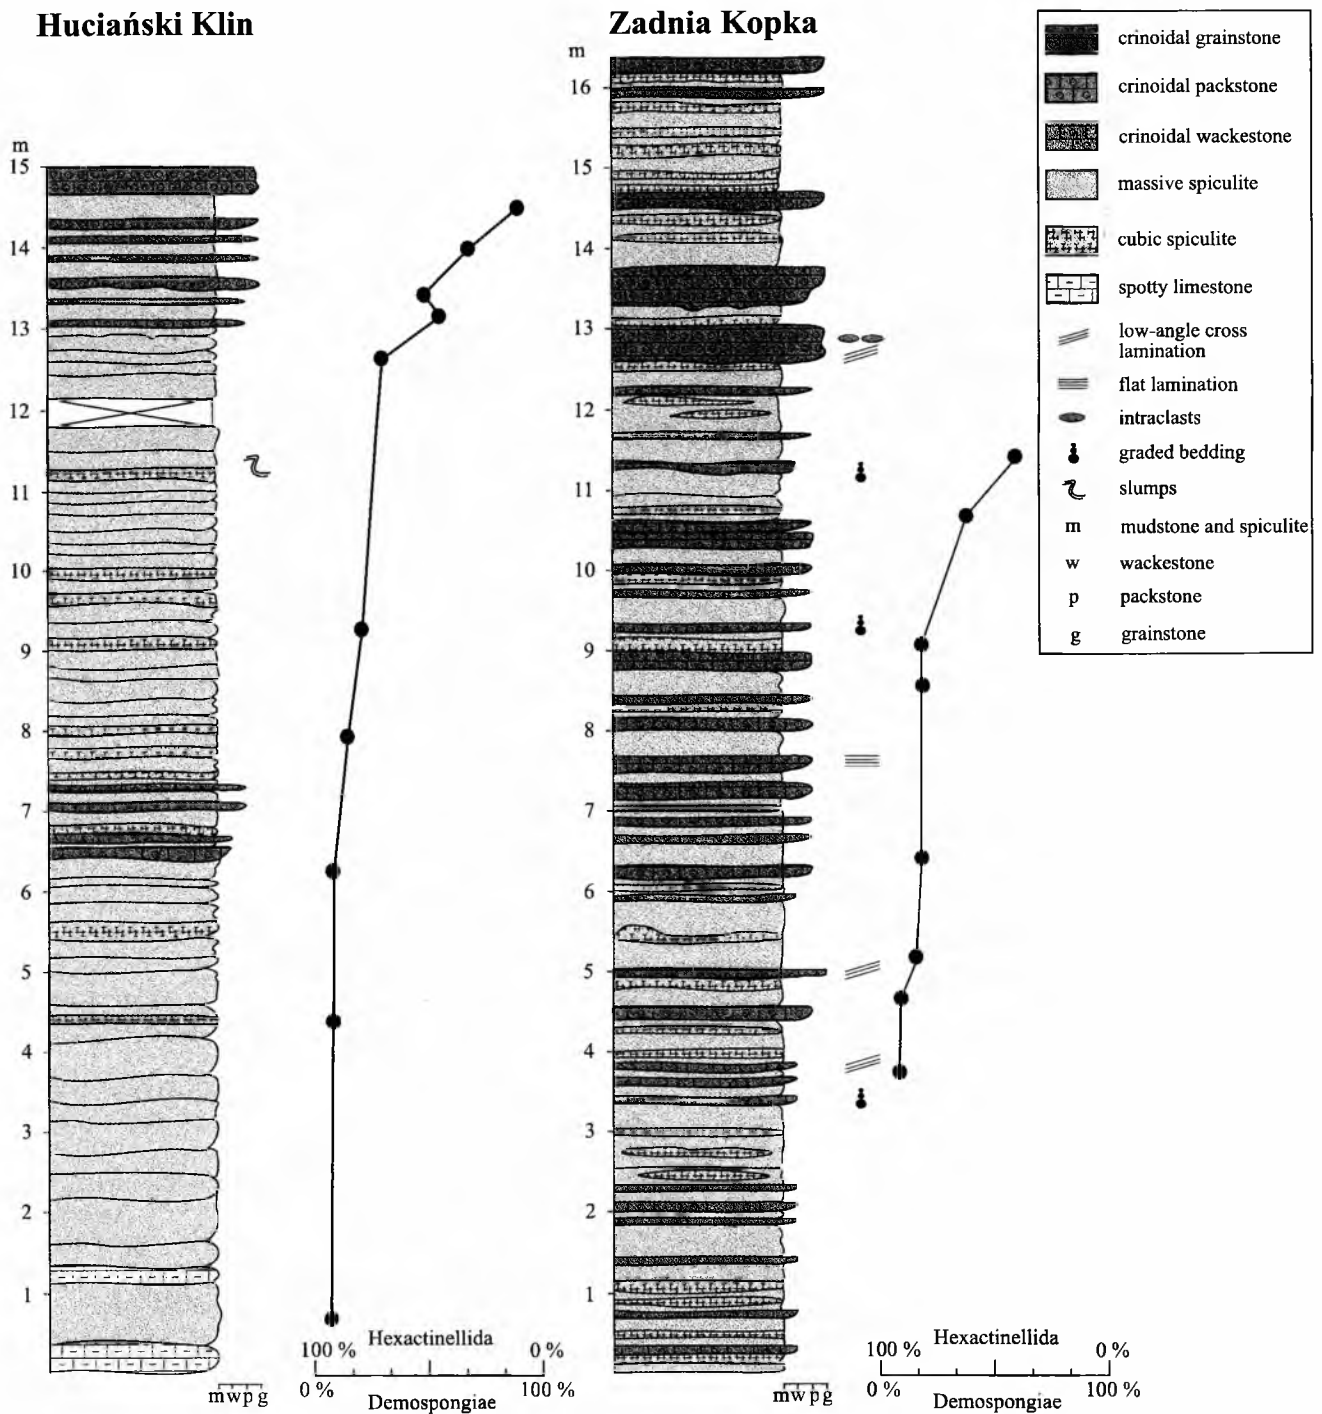 Huciański Klin
Zadnia Kopka
m
15
14
13
12
11
10
9
8
7
6
5
4
3
2
1
m w p g
Hexactinellida
100 % 0 %
0 % 100 %
Demospongiae
m
16
15
14
13
12
11
10
9
8
7
6
5
4
3
2
1
m w p g
Hexactinellida
100 % 0 %
0 % 100 %
Demospongiae
crinoidal grainstone
crinoidal packstone
crinoidal wackestone
massive spiculite
cubic spiculite
spotty limestone
low-angle cross
lamination
flat lamination
intraclasts
graded bedding
slumps
m mudstone and spiculite
w wackestone
p packstone
g grainstone